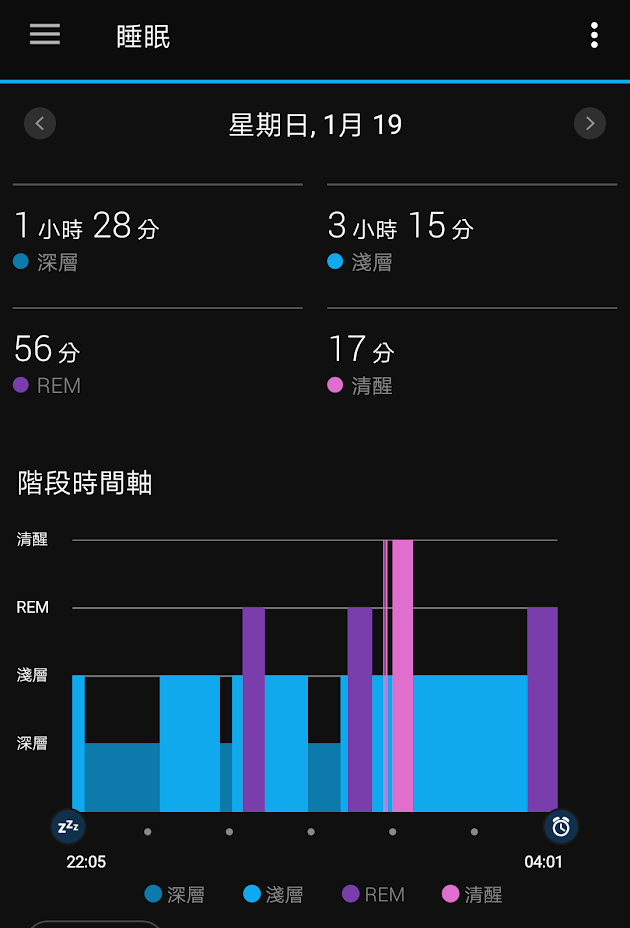 睡眠
星期日, 1月 19
1 小時 28 分
3 小時 15 分
深層
淺層
56 分
17 分
REM
清醒
階段時間軸
清醒
REM
淺層
深層
zzz
22:05
04:01
深層
淺層
REM
清醒